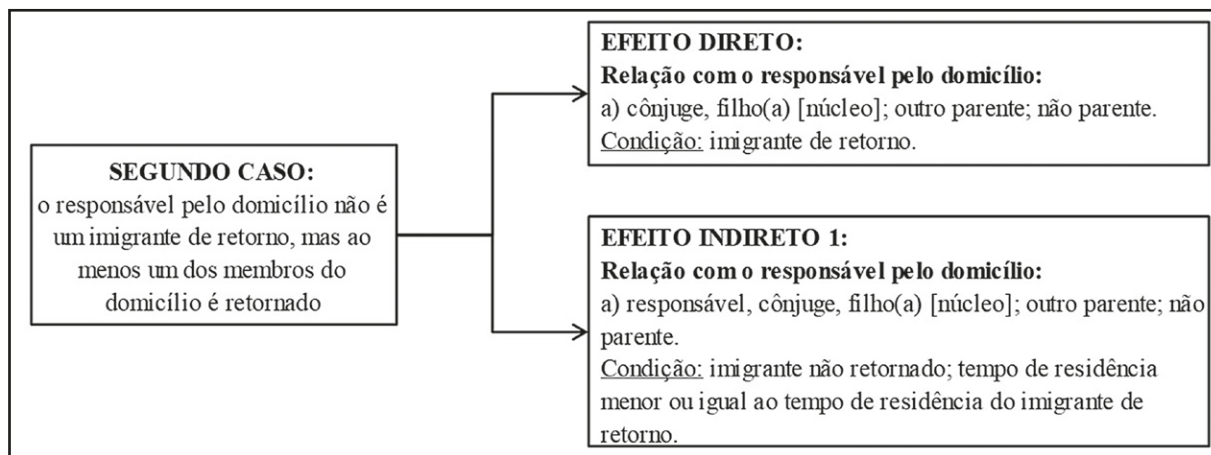 SEGUNDO CASO:
o responsável pelo domicílio não é
um imigrante de retorno, mas ao
menos um dos membros do
domicílio é retornado
EFEITO DIRETO:
Relação com o responsável pelo domicílio:
a) cônjuge, filho(a) [núcleo]; outro parente; não parente.
Condição: imigrante de retorno.
EFEITO INDIRETO 1:
Relação com o responsável pelo domicílio:
a) responsável, cônjuge, filho(a) [núcleo]; outro parente; não
parente.
Condição: imigrante não retornado; tempo de residência
menor ou igual ao tempo de residência do imigrante de
retorno.